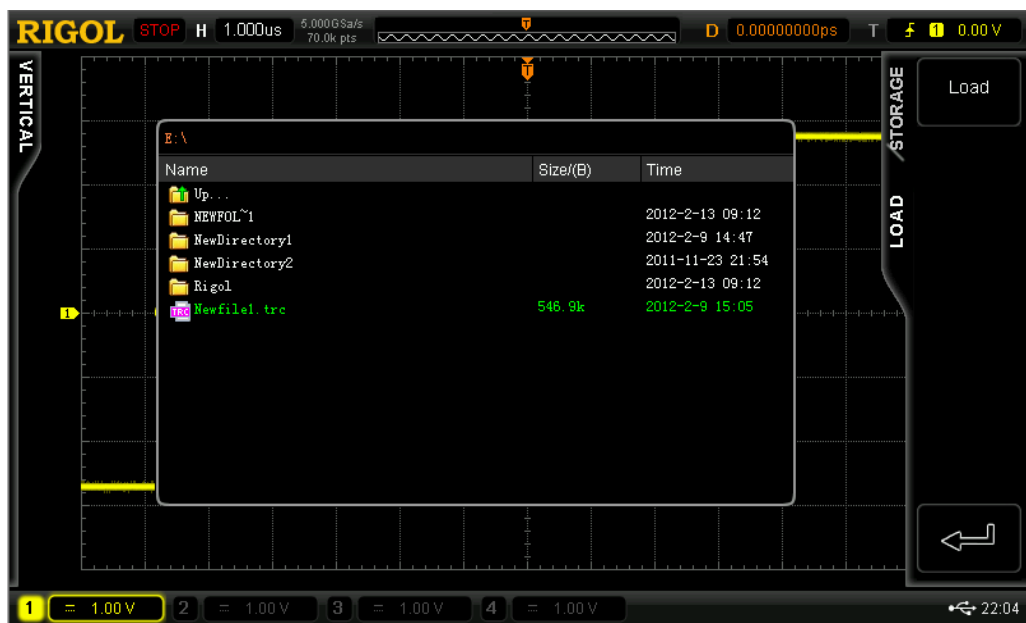 RIGOL STOP H 1.000us 5.000GSa/s 70.0k pts D 0.00000000ps T 1 0.00 V
VERTICAL
T
T
STORAGE
Load
E:\
Name Size/(B) Time
Up...
NEWFOL~1 2012-2-13 09:12
NewDirectory1 2012-2-9 14:47
NewDirectory2 2011-11-23 21:54
Rigol 2012-2-13 09:12
TRC Newfile1.trc 546.9k 2012-2-9 15:05
LOAD
1
1 = 1.00 V 2 = 1.00 V 3 = 1.00 V 4 = 1.00 V 22:04